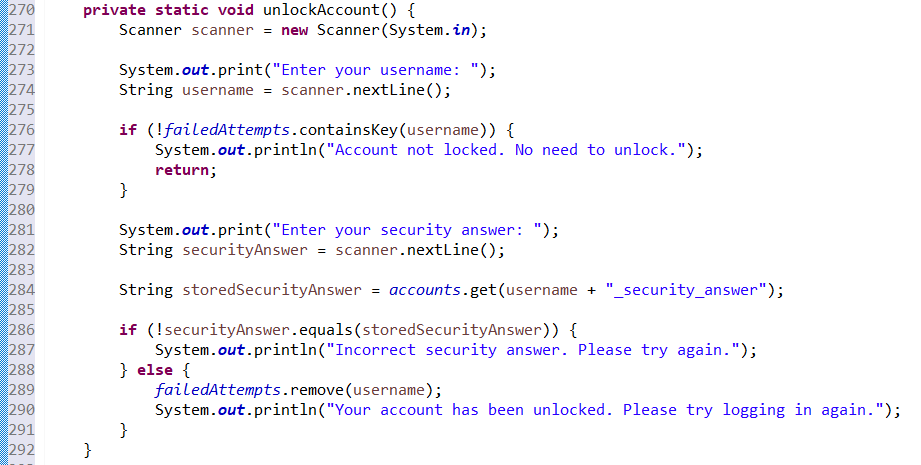 270 private static void unlockAccount() {
271 Scanner scanner = new Scanner(System.in);
272
273 System.out.print("Enter your username: ");
274 String username = scanner.nextLine();
275
276 if (!failedAttempts.containsKey(username)) {
277 System.out.println("Account not locked. No need to unlock.");
278 return;
279 }
280
281 System.out.print("Enter your security answer: ");
282 String securityAnswer = scanner.nextLine();
283
284 String storedSecurityAnswer = accounts.get(username + "_security_answer");
285
286 if (!securityAnswer.equals(storedSecurityAnswer)) {
287 System.out.println("Incorrect security answer. Please try again.");
288 } else {
289 failedAttempts.remove(username);
290 System.out.println("Your account has been unlocked. Please try logging in again.");
291 }
292 }